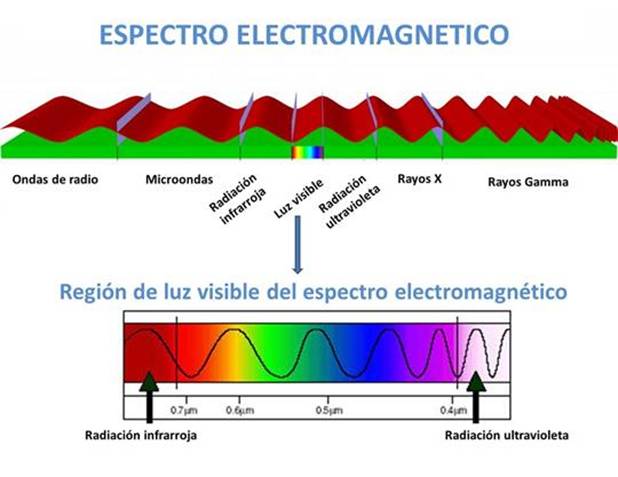 ESPECTRO ELECTROMAGNETICO
Ondas de radio
Microondas
Radiación
infrarroja
Luz visible
Radiación
ultravioleta
Rayos X
Rayos Gamma
Región de luz visible del espectro electromagnético
0.7µm 0.6µm 0.5µm 0.4µm
Radiación infrarroja
Radiación ultravioleta